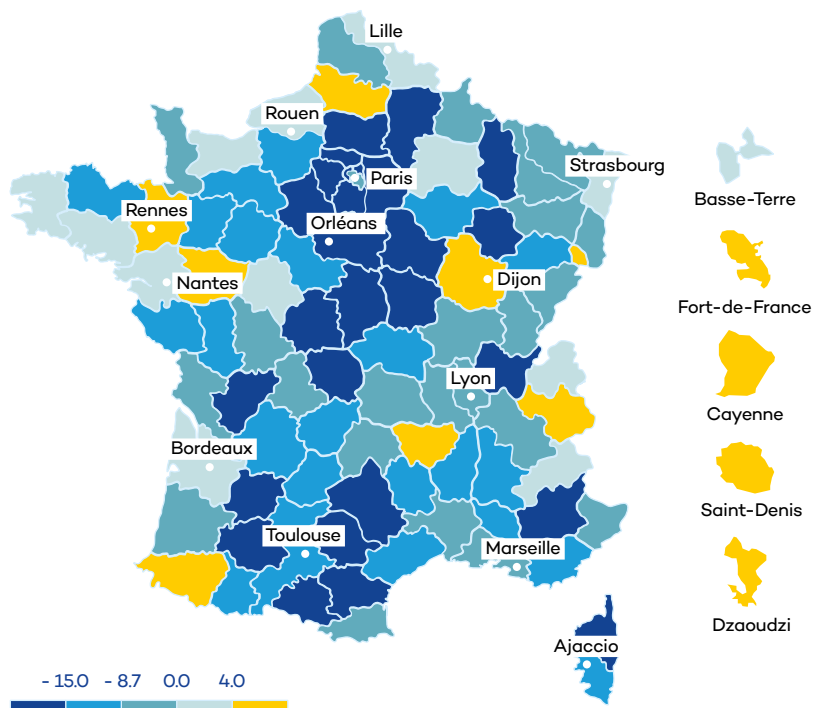 Lille
Rouen
Strasbourg
Paris
Basse-Terre
Rennes
Orléans
Dijon
Nantes
Fort-de-France
Lyon
Cayenne
Bordeaux
Saint-Denis
Toulouse
Marseille
Dzaoudzi
Ajaccio
- 15.0 - 8.7 0.0 4.0